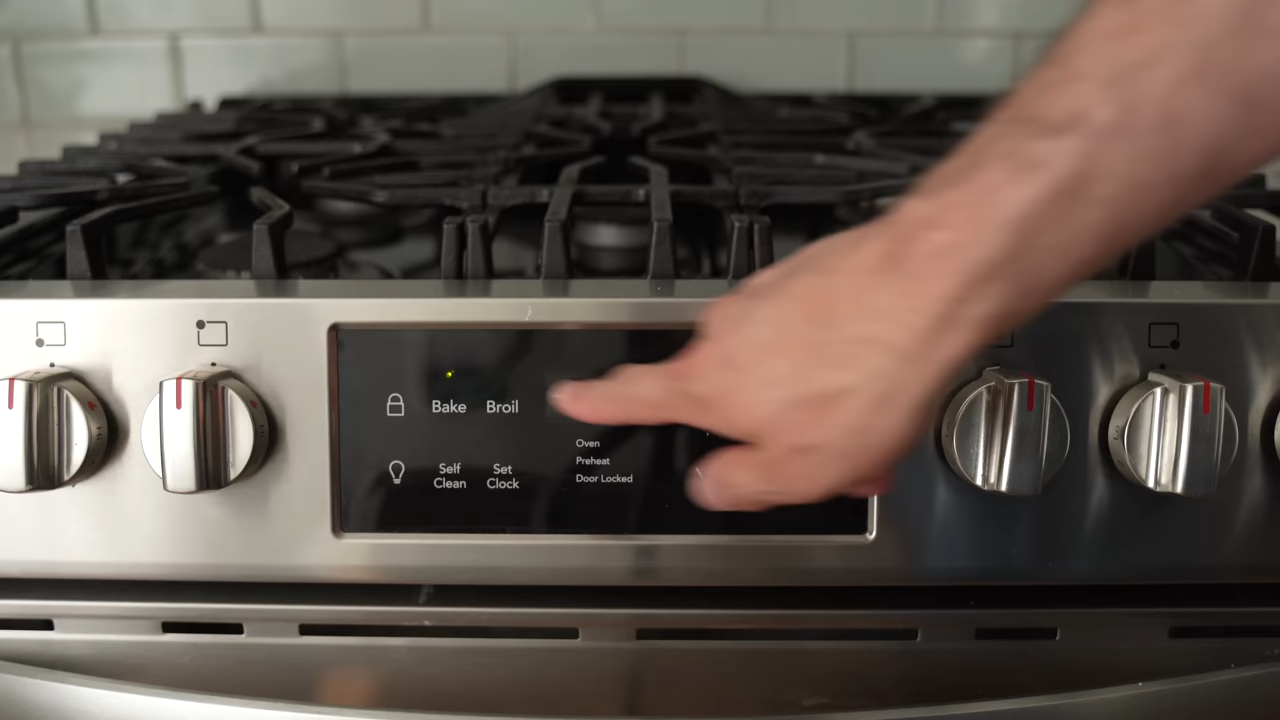 Bake Broil
Oven
Preheat
Door Locked
Self Clean
Set Clock